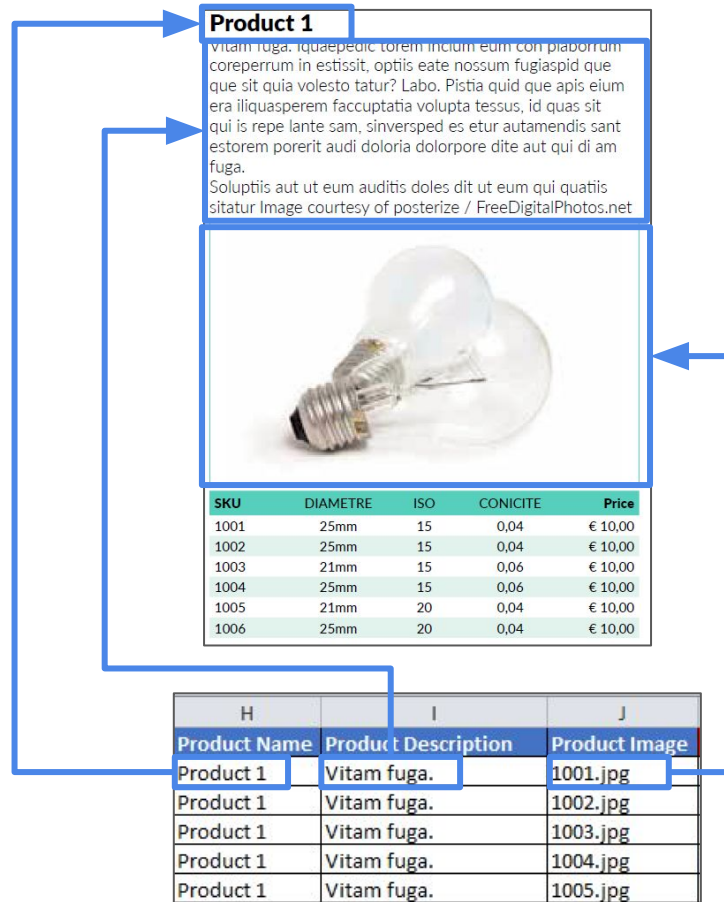 Product 1
Vitam fuga. Iquaepedic torem incium eum con plaborrum
coreperrum in estissit, optiis eate nossum fugiaspid que
que sit quia volesto tatur? Labo. Pistia quid que apis eium
era iliquasperem faccuptatia volupta tessus, id quas sit
qui is repe lante sam, sinversped es etur autamendis sant
estorem porerit audi doloria dolorpore dite aut qui di am
fuga.
Soluptiis aut ut eum auditis doles dit ut eum qui quatiis
sitatur Image courtesy of posterize / FreeDigitalPhotos.net
SKU DIAMETRE ISO CONICITE Price
1001 25mm 15 0,04 € 10,00
1002 25mm 15 0,04 € 10,00
1003 21mm 15 0,06 € 10,00
1004 25mm 15 0,06 € 10,00
1005 21mm 20 0,04 € 10,00
1006 25mm 20 0,04 € 10,00
H I J
Product Name Product Description Product Image
Product 1 Vitam fuga. 1001.jpg
Product 1 Vitam fuga. 1002.jpg
Product 1 Vitam fuga. 1003.jpg
Product 1 Vitam fuga. 1004.jpg
Product 1 Vitam fuga. 1005.jpg